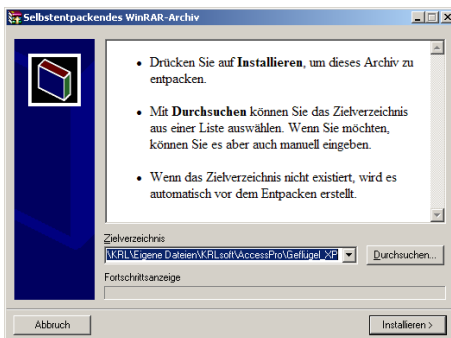 Selbstentpackendes WinRAR-Archiv
• Drücken Sie auf Installieren, um dieses Archiv zu
entpacken.
• Mit Durchsuchen können Sie das Zielverzeichnis
aus einer Liste auswählen. Wenn Sie möchten,
können Sie es aber auch manuell eingeben.
• Wenn das Zielverzeichnis nicht existiert, wird es
automatisch vor dem Entpacken erstellt.
Zielverzeichnis
\KRL\Eigene Dateien\KRLsoft\AccessPro\Geflügel_XP
Durchsuchen...
Fortschrittsanzeige
Abbruch
Installieren >